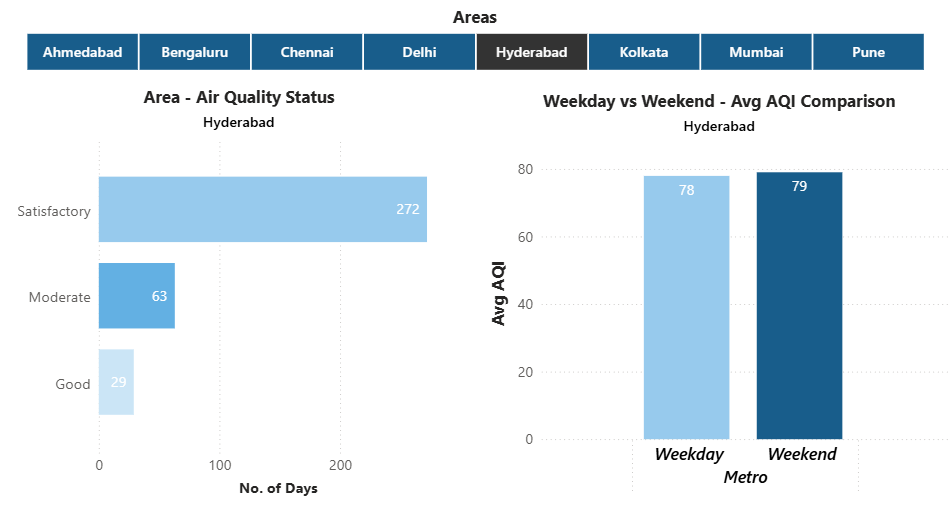 Areas
Ahmedabad Bengaluru Chennai Delhi Hyderabad Kolkata Mumbai Pune
Area - Air Quality Status
Hyderabad
Satisfactory 272
Moderate 63
Good 29
0 100 200
No. of Days
Weekday vs Weekend - Avg AQI Comparison
Hyderabad
Avg AQI
80
60
40
20
0
78 79
Weekday Weekend
Metro